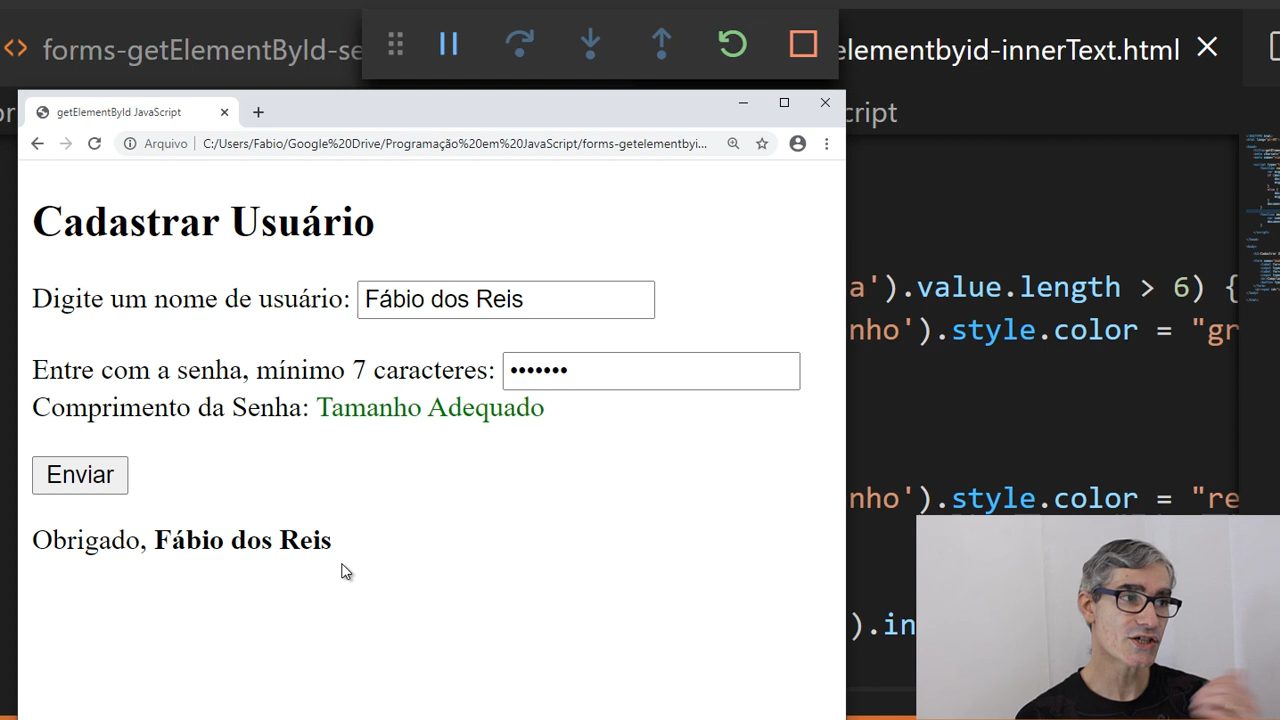 forms-getElementById-se
elementbyid-innerText.html
cript
getElementById JavaScript
Arquivo
C:/Users/Fabio/Google%20Drive/Programação%20em%20JavaScript/forms-getelementbyi...
Cadastrar Usuário
Digite um nome de usuário: Fábio dos Reis
a').value.length > 6) {
nho').style.color = "gr
Entre com a senha, mínimo 7 caracteres: •••••••
Comprimento da Senha: Tamanho Adequado
Enviar
nho').style.color = "re
Obrigado, Fábio dos Reis
).in